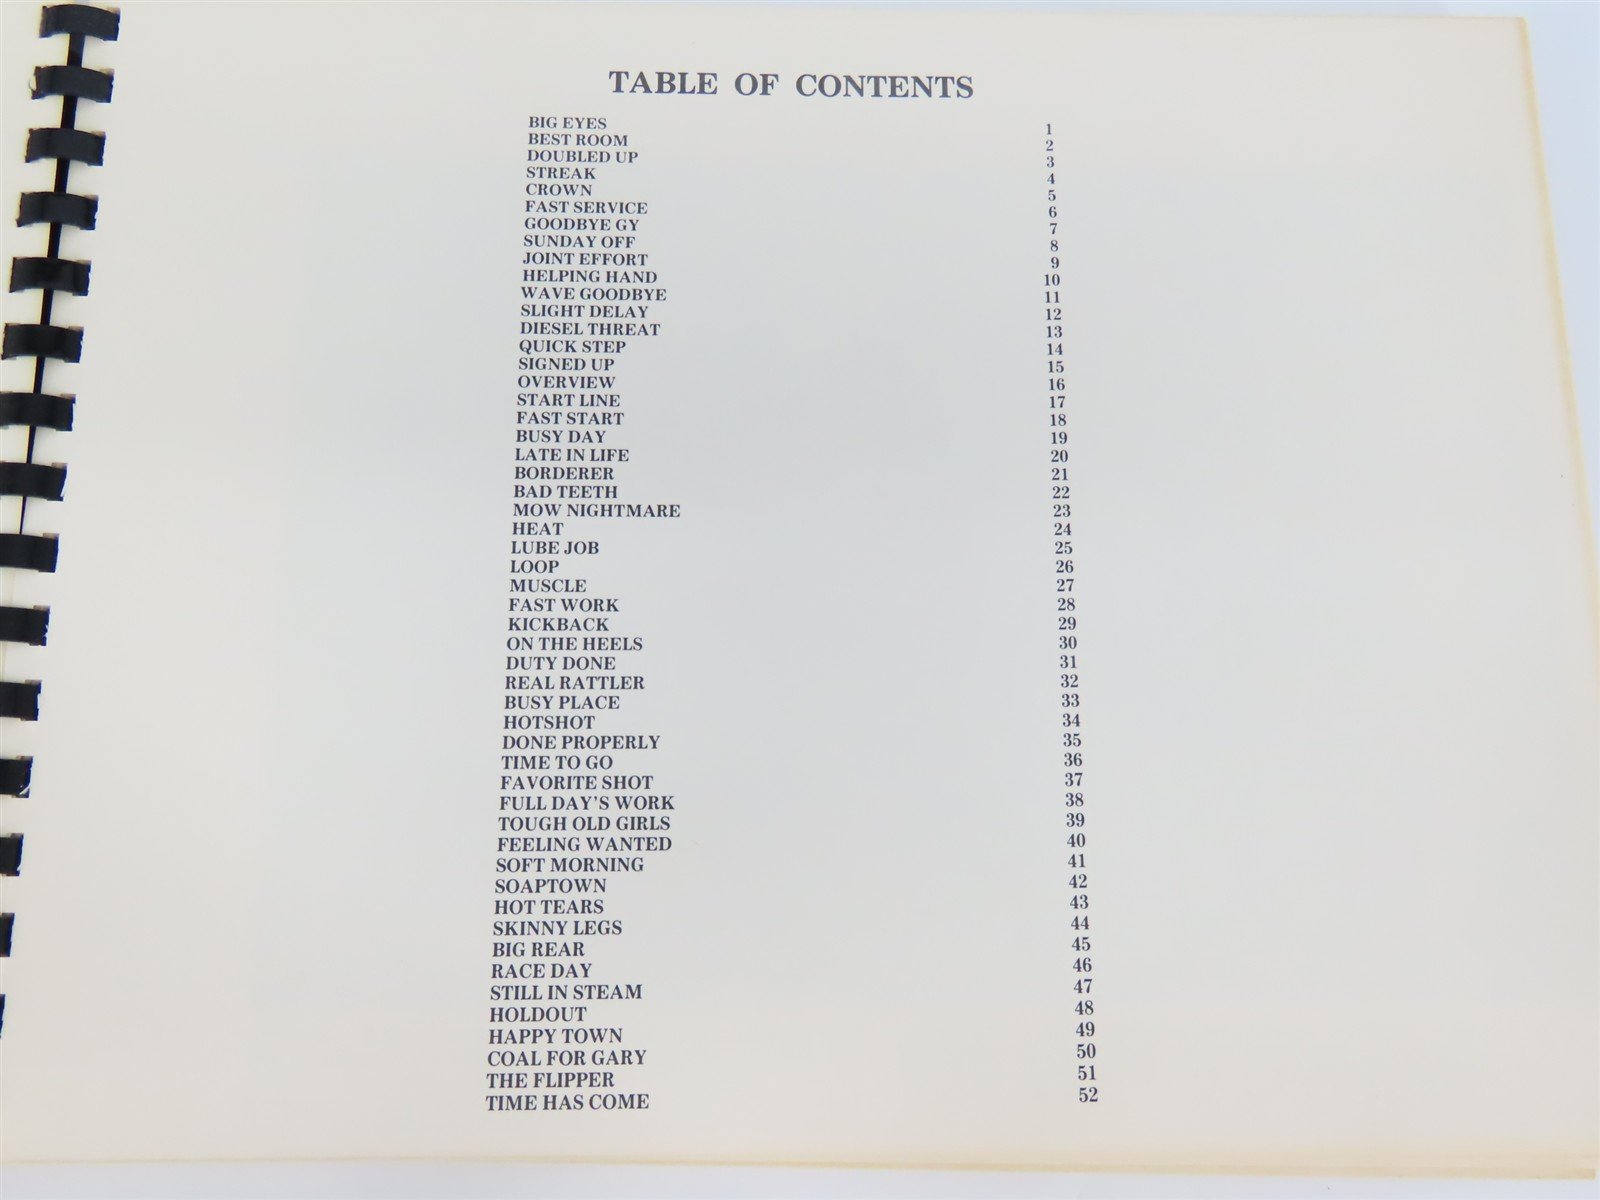 TABLE OF CONTENTS
BIG EYES 1
BEST ROOM 2
DOUBLED UP 3
STREAK 4
CROWN 5
FAST SERVICE 6
GOODBYE GY 7
SUNDAY OFF 8
JOINT EFFORT 9
HELPING HAND 10
WAVE GOODBYE 11
SLIGHT DELAY 12
DIESEL THREAT 13
QUICK STEP 14
SIGNED UP 15
OVERVIEW 16
START LINE 17
FAST START 18
BUSY DAY 19
LATE IN LIFE 20
BORDERER 21
BAD TEETH 22
MOW NIGHTMARE 23
HEAT 24
LUBE JOB 25
LOOP 26
MUSCLE 27
FAST WORK 28
KICKBACK 29
ON THE HEELS 30
DUTY DONE 31
REAL RATTLER 32
BUSY PLACE 33
HOTSHOT 34
DONE PROPERLY 35
TIME TO GO 36
FAVORITE SHOT 37
FULL DAY'S WORK 38
TOUGH OLD GIRLS 39
FEELING WANTED 40
SOFT MORNING 41
SOAPTOWN 42
HOT TEARS 43
SKINNY LEGS 44
BIG REAR 45
RACE DAY 46
STILL IN STEAM 47
HOLDOUT 48
HAPPY TOWN 49
COAL FOR GARY 50
THE FLIPPER 51
TIME HAS COME 52